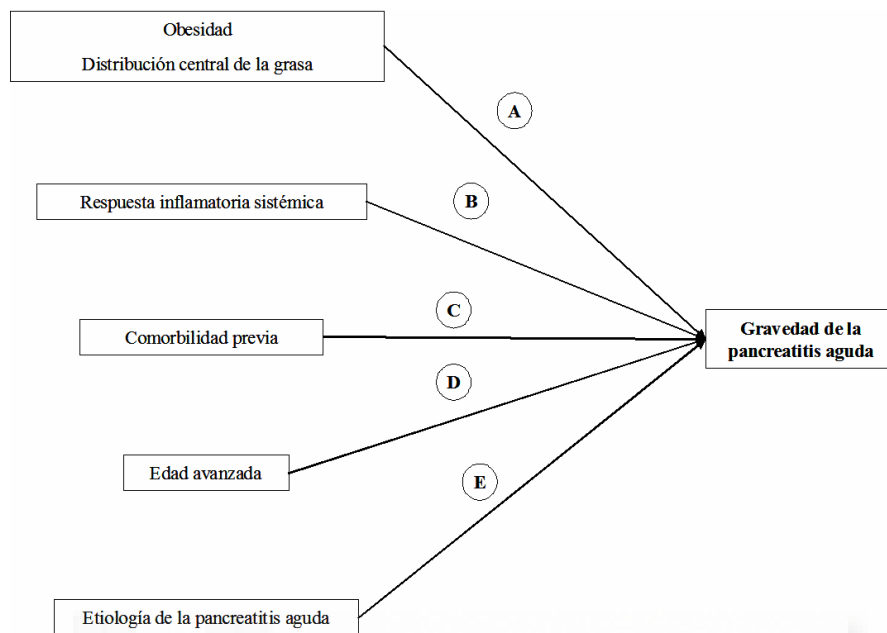 Obesidad
Distribución central de la grasa
A
Respuesta inflamatoria sistémica
B
Comorbilidad previa
C
Gravedad de la
pancreatitis aguda
D
Edad avanzada
E
Etiología de la pancreatitis aguda